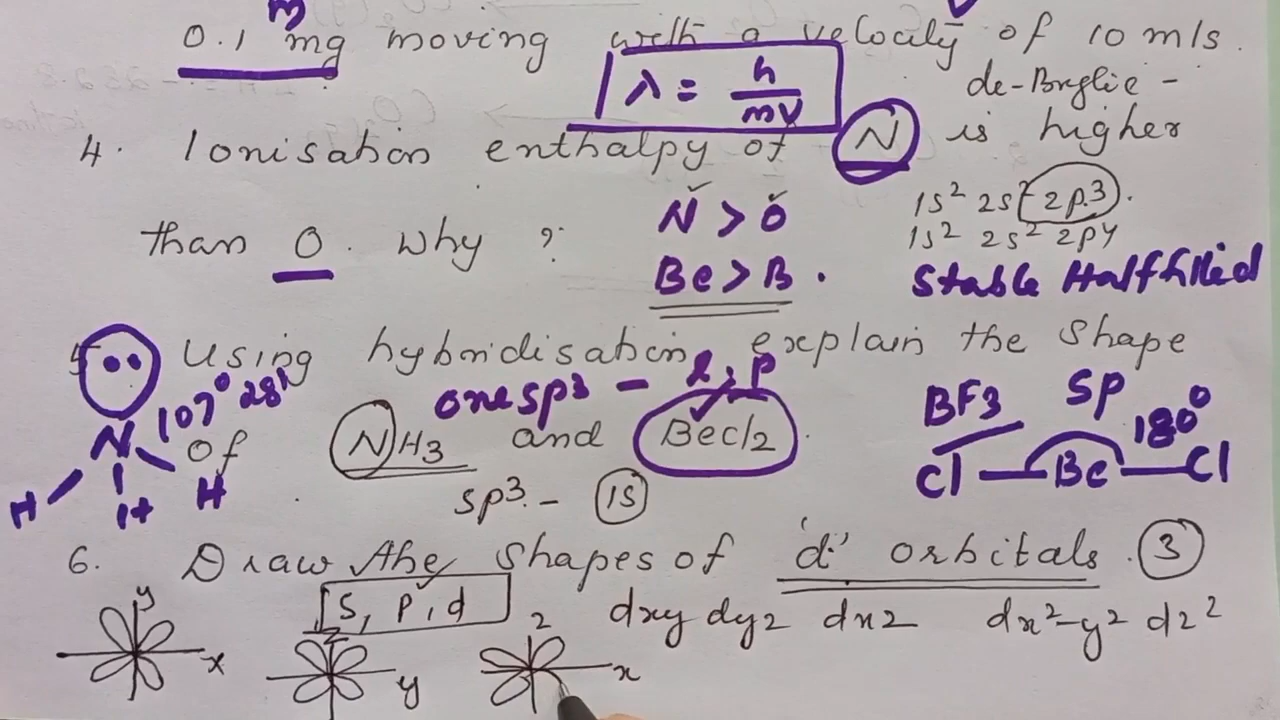 m
0.1 mg moving with a velocity of 10 m/s.
λ = h/mv
de-Broglie -
4. Ionisation enthalpy of N is higher
1s² 2s² 2p3.
N > O
than O. Why ?
1s² 2s² 2p4
Be > B.
Stable Halffilled
5. Using hybridisation, explain the shape
one sp3 - l.p
of NH3 and BeCl2.
N 107° 28'
H H H
BF3 SP 180°
Cl — Be — Cl
sp3. - 1S
6. Draw the shapes of 'd' orbitals. 3
S, P, d
dxy dyz dxz dx²-y² dz²
y x
z y
z x